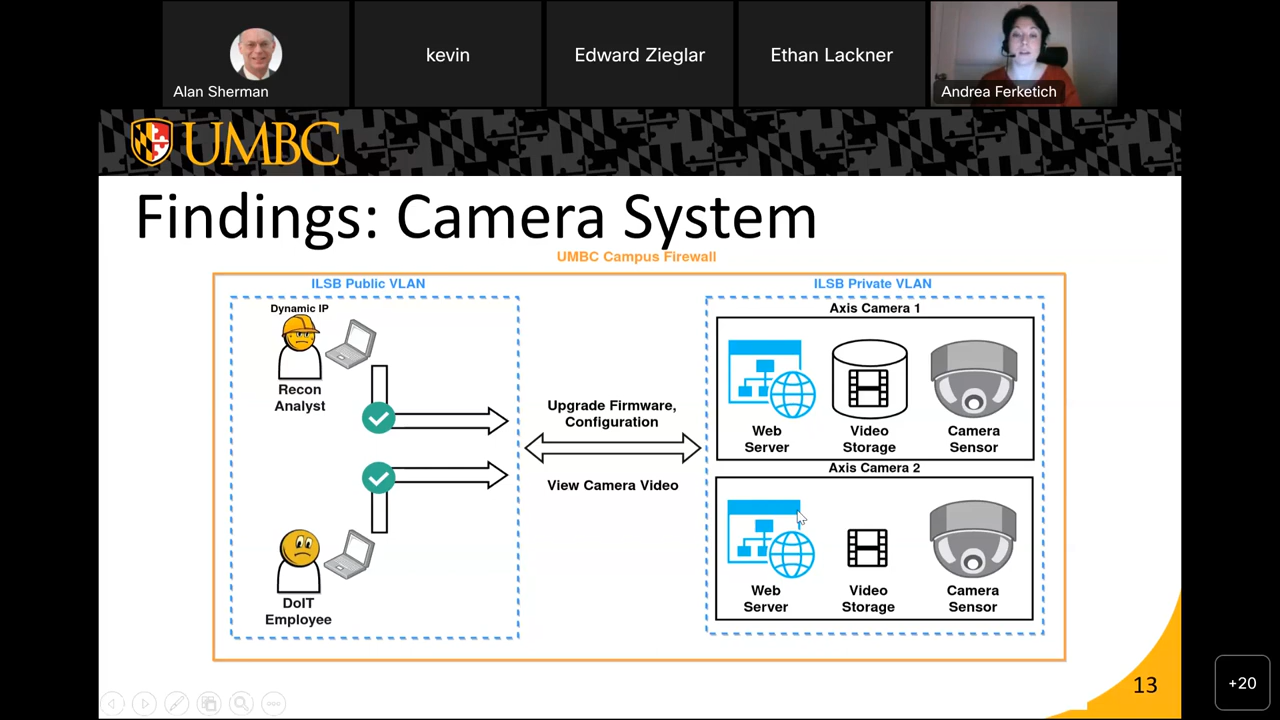 Alan Sherman
kevin
Edward Zieglar
Ethan Lackner
Andrea Ferketich
UMBC
Findings: Camera System
UMBC Campus Firewall
ILSB Public VLAN
Dynamic IP
Recon
Analyst
DoIT
Employee
Upgrade Firmware,
Configuration
View Camera Video
ILSB Private VLAN
Axis Camera 1
Web
Server
Video
Storage
Camera
Sensor
Axis Camera 2
Web
Server
Video
Storage
Camera
Sensor
13
+20